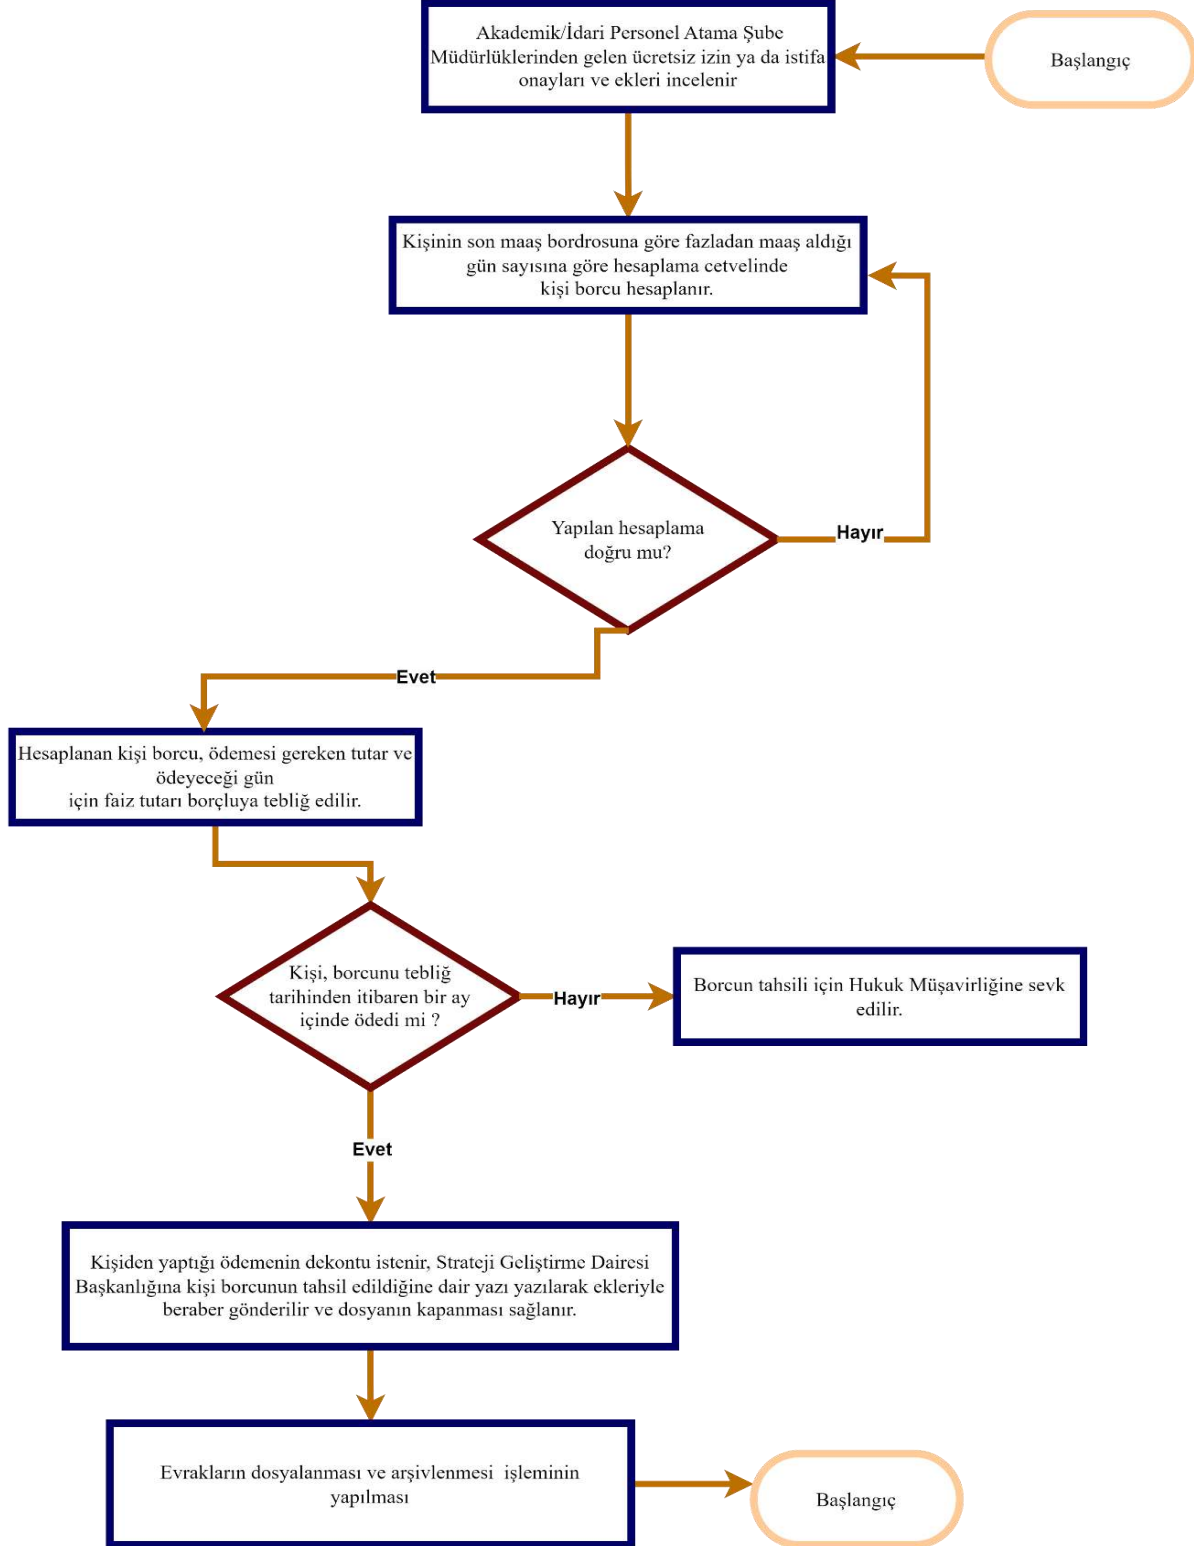 Akademik/İdari Personel Atama Şube
Müdürlüklerinden gelen ücretsiz izin ya da istifa
onayları ve ekleri incelenir
Başlangıç
Kişinin son maaş bordrosuna göre fazladan maaş aldığı
gün sayısına göre hesaplama cetvelinde
kişi borcu hesaplanır.
Yapılan hesaplama
doğru mu?
Hayır
Evet
Hesaplanan kişi borcu, ödemesi gereken tutar ve
ödeyeceği gün
için faiz tutarı borçluya tebliğ edilir.
Kişi, borcunu tebliğ
tarihinden itibaren bir ay
içinde ödedi mi ?
Hayır
Borcun tahsili için Hukuk Müşavirliğine sevk
edilir.
Evet
Kişiden yaptığı ödemenin dekontu istenir, Strateji Geliştirme Dairesi
Başkanlığına kişi borcunun tahsil edildiğine dair yazı yazılarak ekleriyle
beraber gönderilir ve dosyanın kapanması sağlanır.
Evrakların dosyalanması ve arşivlenmesi işleminin
yapılması
Başlangıç